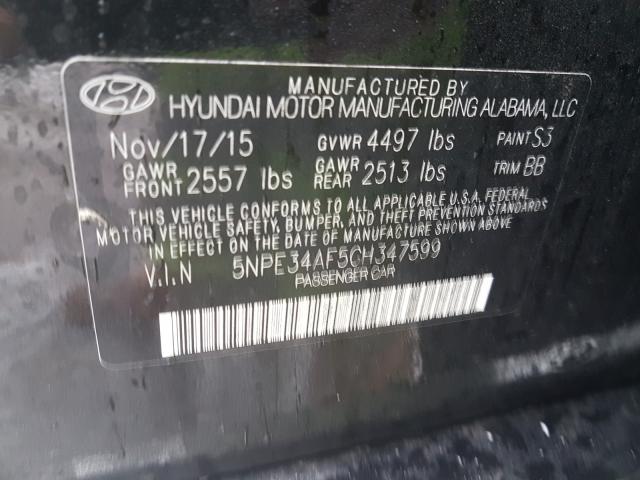 MANUFACTURED BY
HYUNDAI MOTOR MANUFACTURING ALABAMA, LLC
Nov/17/15 GVWR 4497 lbs PAINT S3
GAWR FRONT 2557 lbs GAWR REAR 2513 lbs TRIM BB
THIS VEHICLE CONFORMS TO ALL APPLICABLE U.S.A. FEDERAL
MOTOR VEHICLE SAFETY, BUMPER, AND THEFT PREVENTION STANDARDS
IN EFFECT ON THE DATE OF MANUFACTURE SHOWN ABOVE
V.I.N 5NPE34AF5CH347599
PASSENGER CAR